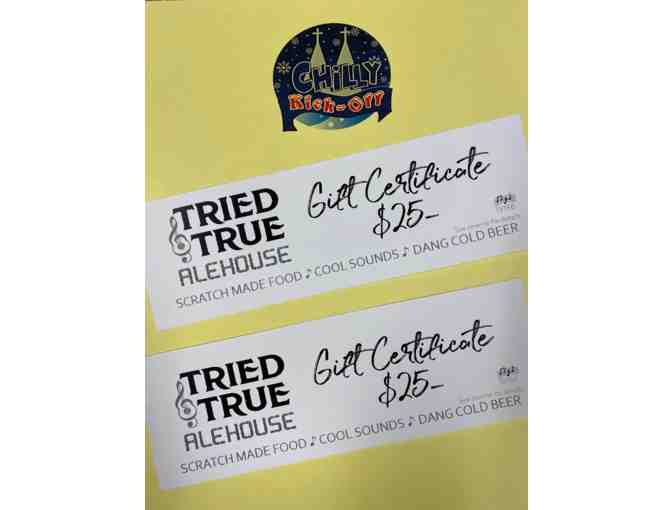 CHILLY
Kick-Off
TRIED
& TRUE
ALEHOUSE
Gift Certificate
$25-
SCRATCH MADE FOOD ♪ COOL SOUNDS ♪ DANG COLD BEER
TRIED
& TRUE
ALEHOUSE
Gift Certificate
$25-
SCRATCH MADE FOOD ♪ COOL SOUNDS ♪ DANG COLD BEER